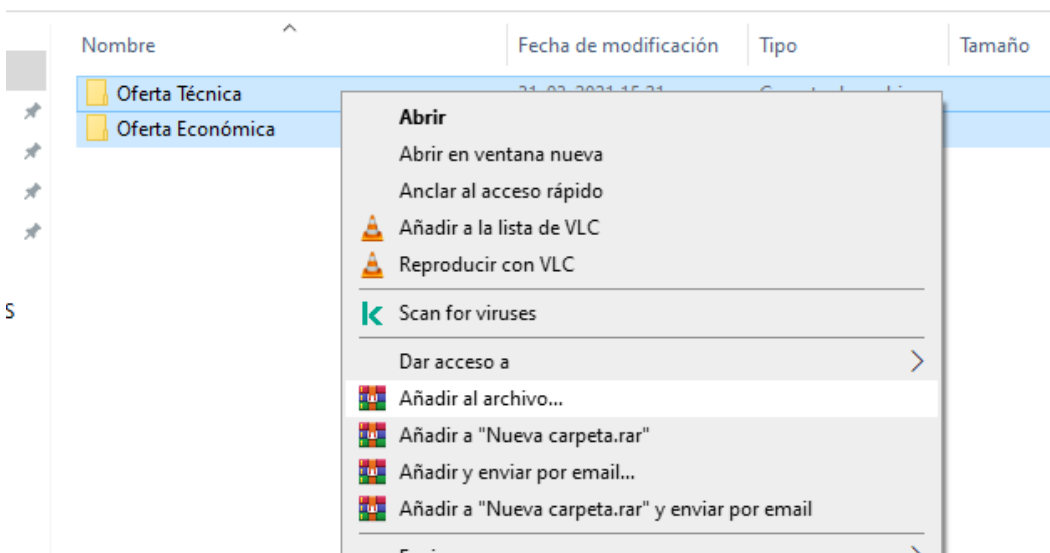 Nombre Fecha de modificación Tipo Tamaño
Oferta Técnica
Oferta Económica
Abrir
Abrir en ventana nueva
Anclar al acceso rápido
Añadir a la lista de VLC
Reproducir con VLC
S
Scan for viruses
Dar acceso a
Añadir al archivo...
Añadir a "Nueva carpeta.rar"
Añadir y enviar por email...
Añadir a "Nueva carpeta.rar" y enviar por email